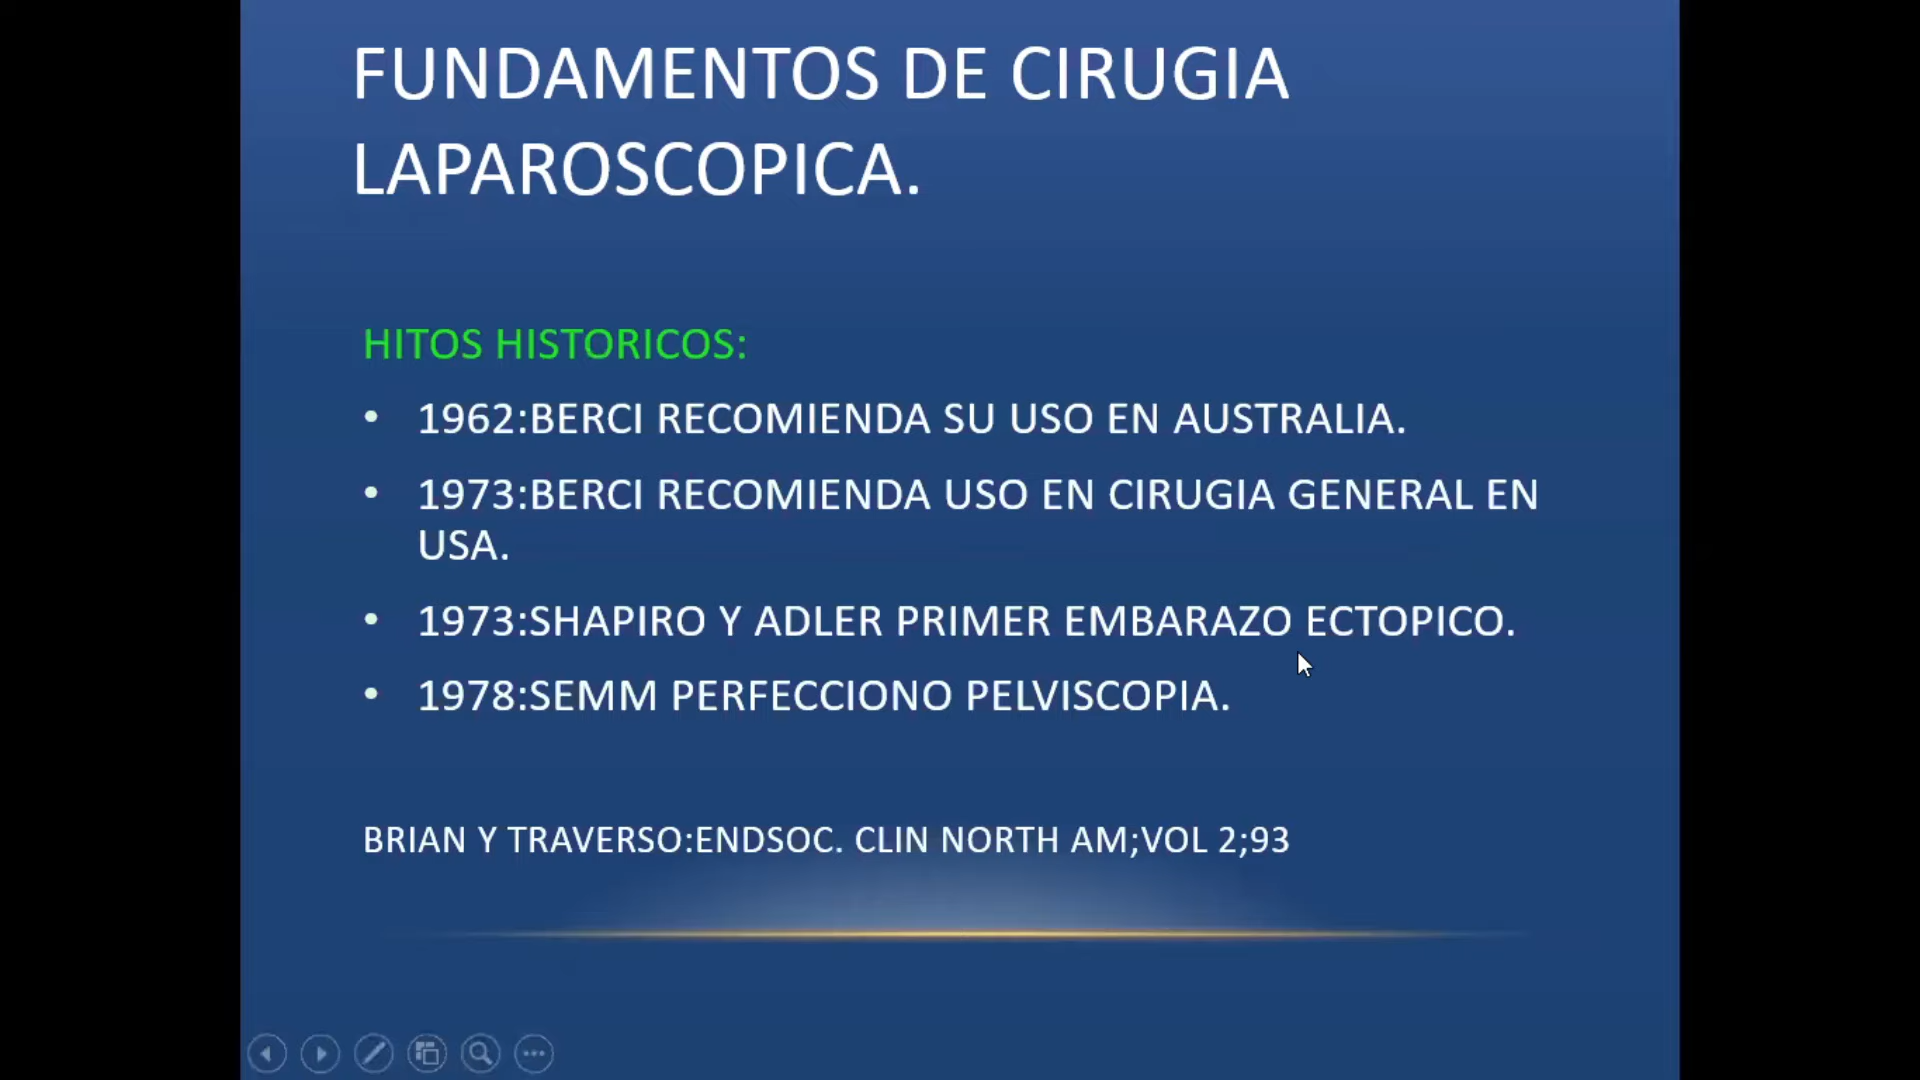 FUNDAMENTOS DE CIRUGIA
LAPAROSCOPICA.
HITOS HISTORICOS:
• 1962:BERCI RECOMIENDA SU USO EN AUSTRALIA.
• 1973:BERCI RECOMIENDA USO EN CIRUGIA GENERAL EN
USA.
• 1973:SHAPIRO Y ADLER PRIMER EMBARAZO ECTOPICO.
• 1978:SEMM PERFECCIONO PELVISCOPIA.
BRIAN Y TRAVERSO:ENDSOC. CLIN NORTH AM;VOL 2;93